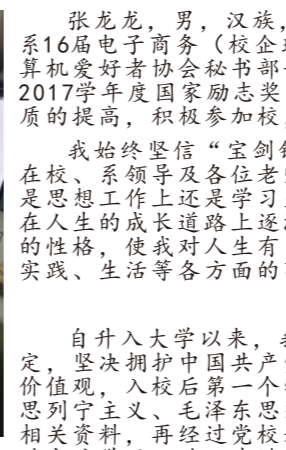 张龙龙，男，汉族，
系16届电子商务（校企
算机爱好者协会秘书部
2017学年度国家励志奖
质的提高，积极参加校，
我始终坚信“宝剑
在校、系领导及各位老
是思想工作上还是学习
在人生的成长道路上逐
的性格，使我对人生有
实践、生活等各方面的
自升入大学以来，
定，坚决拥护中国共产
价值观，入校后第一个
思列宁主义、毛泽东思
相关资料，再经过党校